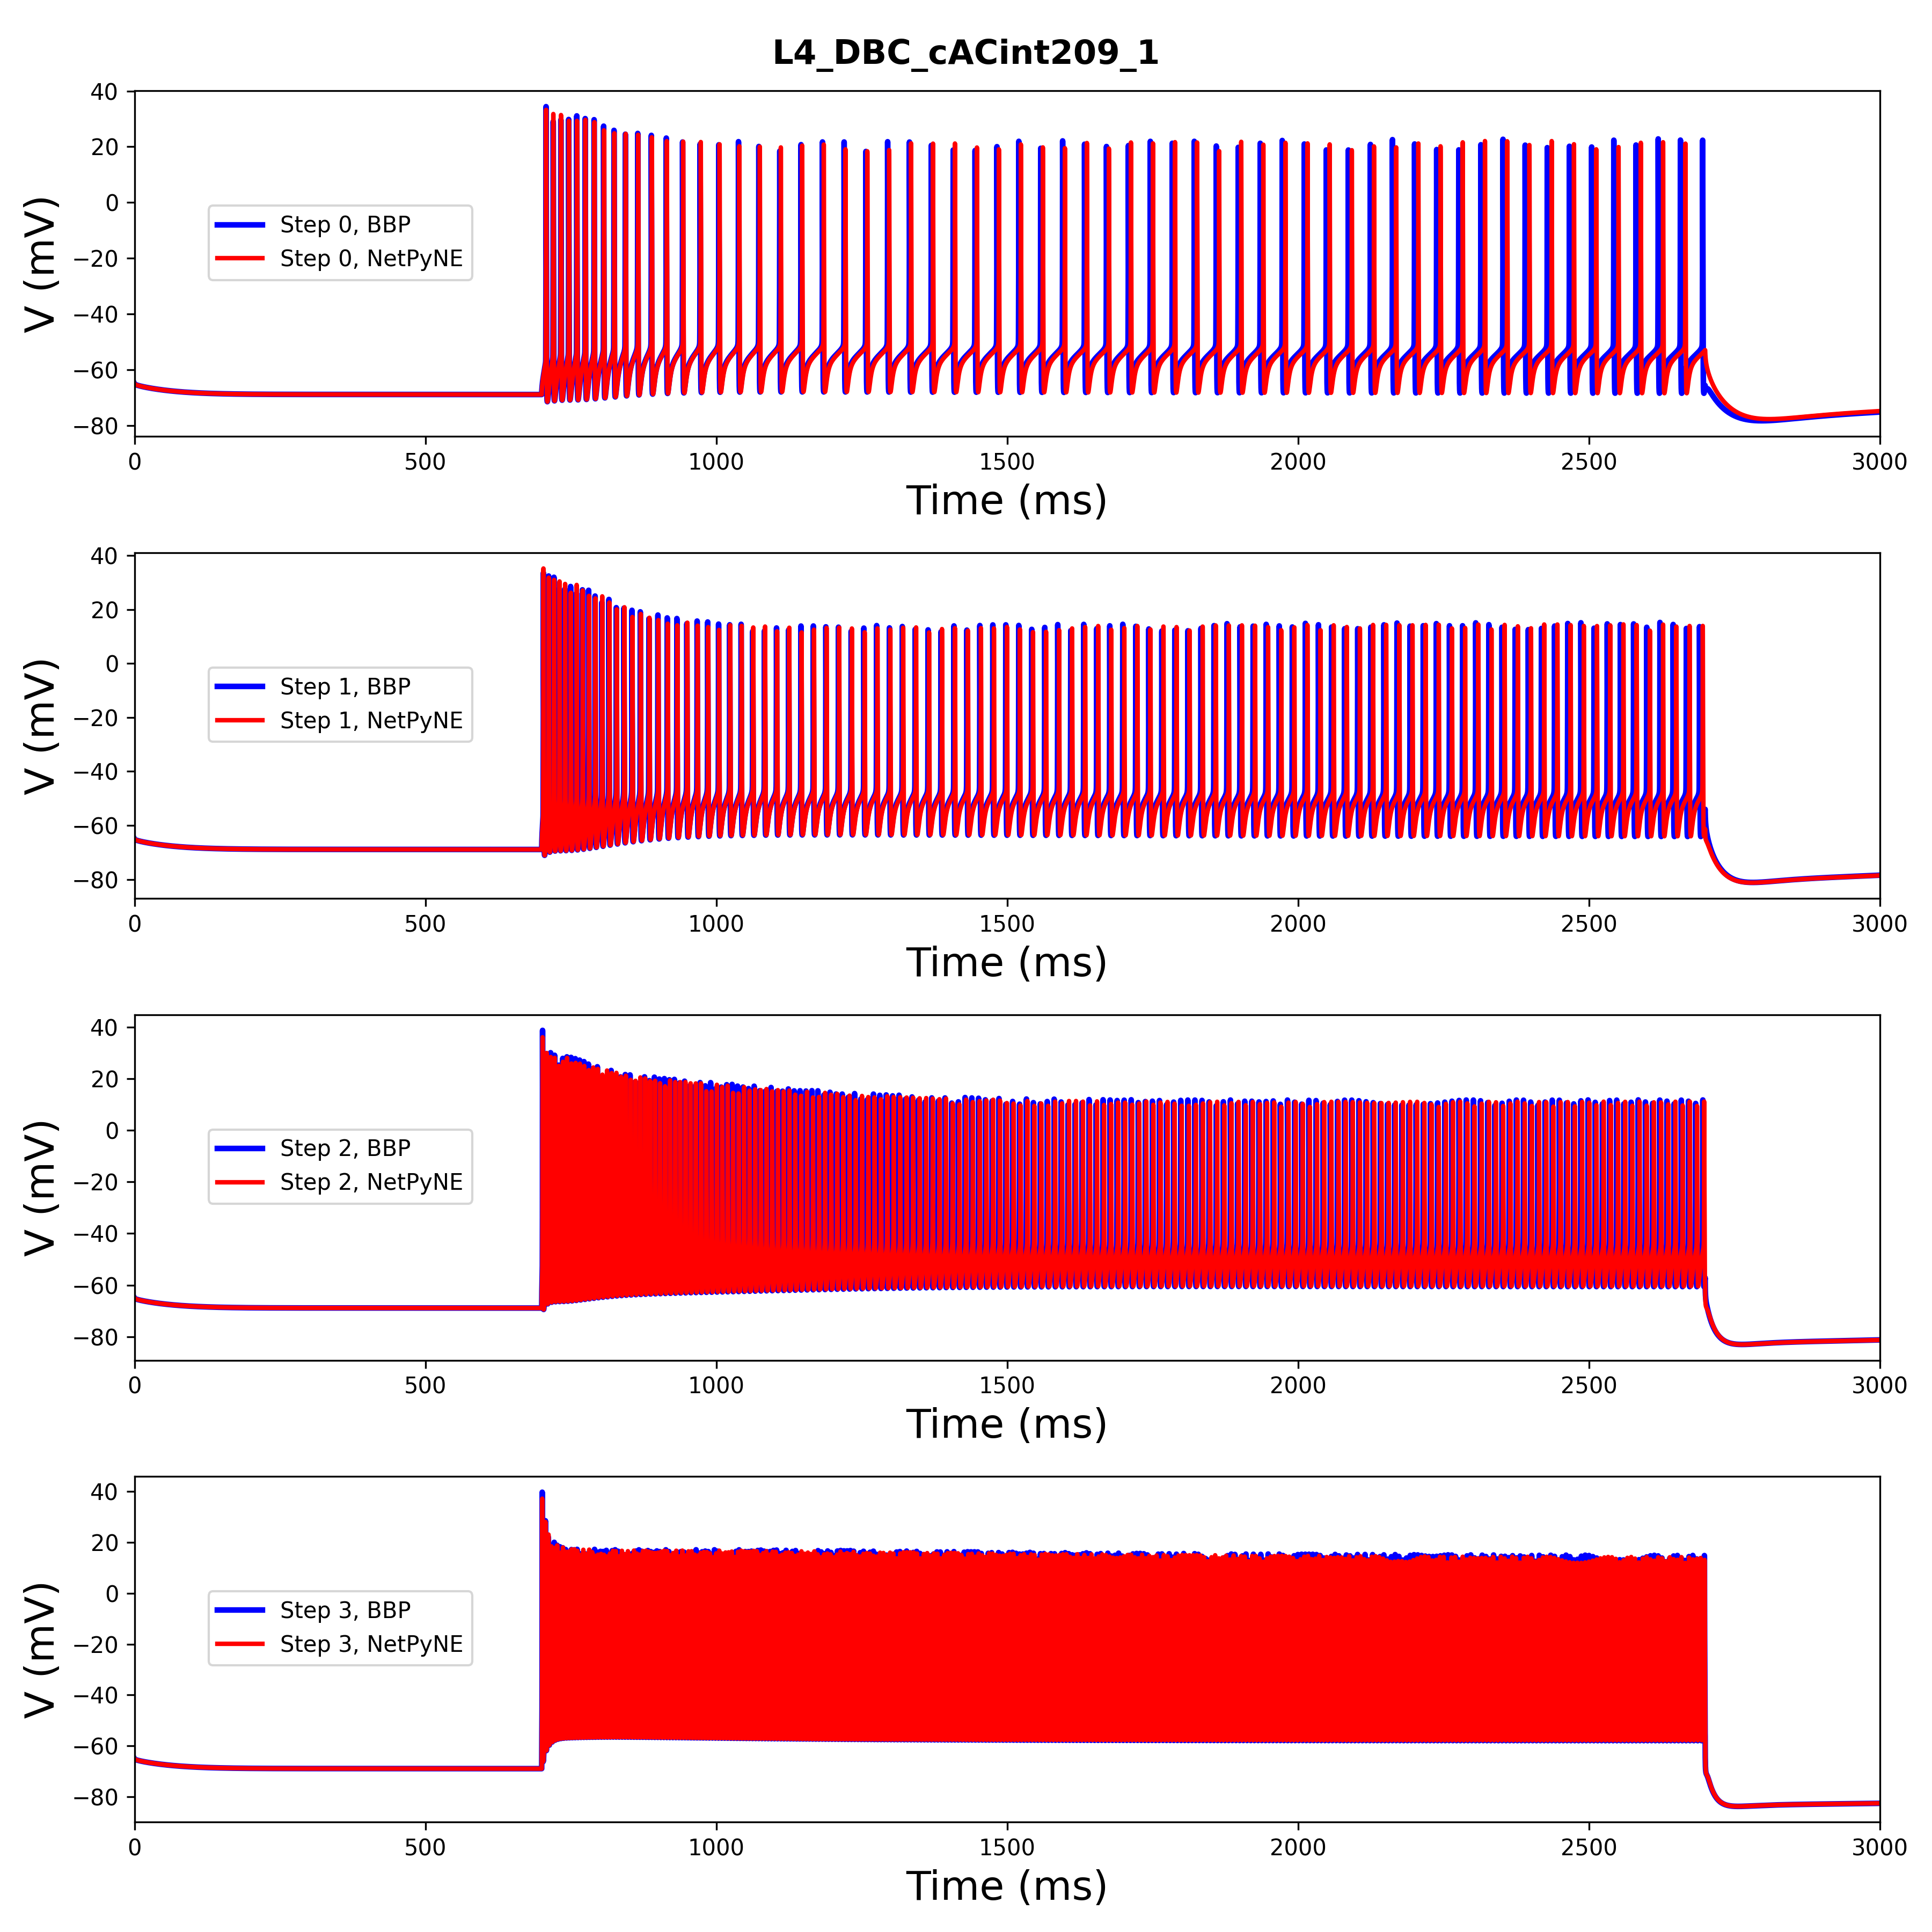 L4_DBC_cACint209_1
40
20
0
−20
−40
−60
−80
V (mV)
Step 0, BBP
Step 0, NetPyNE
0 500 1000 1500 2000 2500 3000
Time (ms)
40
20
0
−20
−40
−60
−80
V (mV)
Step 1, BBP
Step 1, NetPyNE
0 500 1000 1500 2000 2500 3000
Time (ms)
40
20
0
−20
−40
−60
−80
V (mV)
Step 2, BBP
Step 2, NetPyNE
0 500 1000 1500 2000 2500 3000
Time (ms)
40
20
0
−20
−40
−60
−80
V (mV)
Step 3, BBP
Step 3, NetPyNE
0 500 1000 1500 2000 2500 3000
Time (ms)